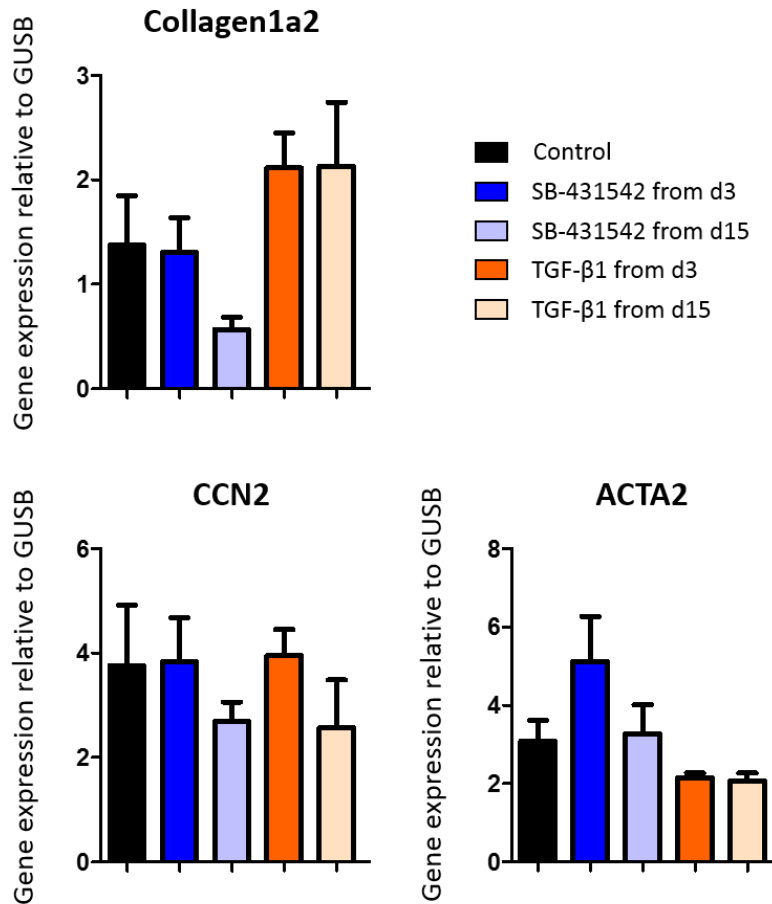 Collagen1a2
Gene expression relative to GUSB
3
2
1
0
Control
SB-431542 from d3
SB-431542 from d15
TGF-β1 from d3
TGF-β1 from d15
CCN2
Gene expression relative to GUSB
6
4
2
0
ACTA2
Gene expression relative to GUSB
8
6
4
2
0